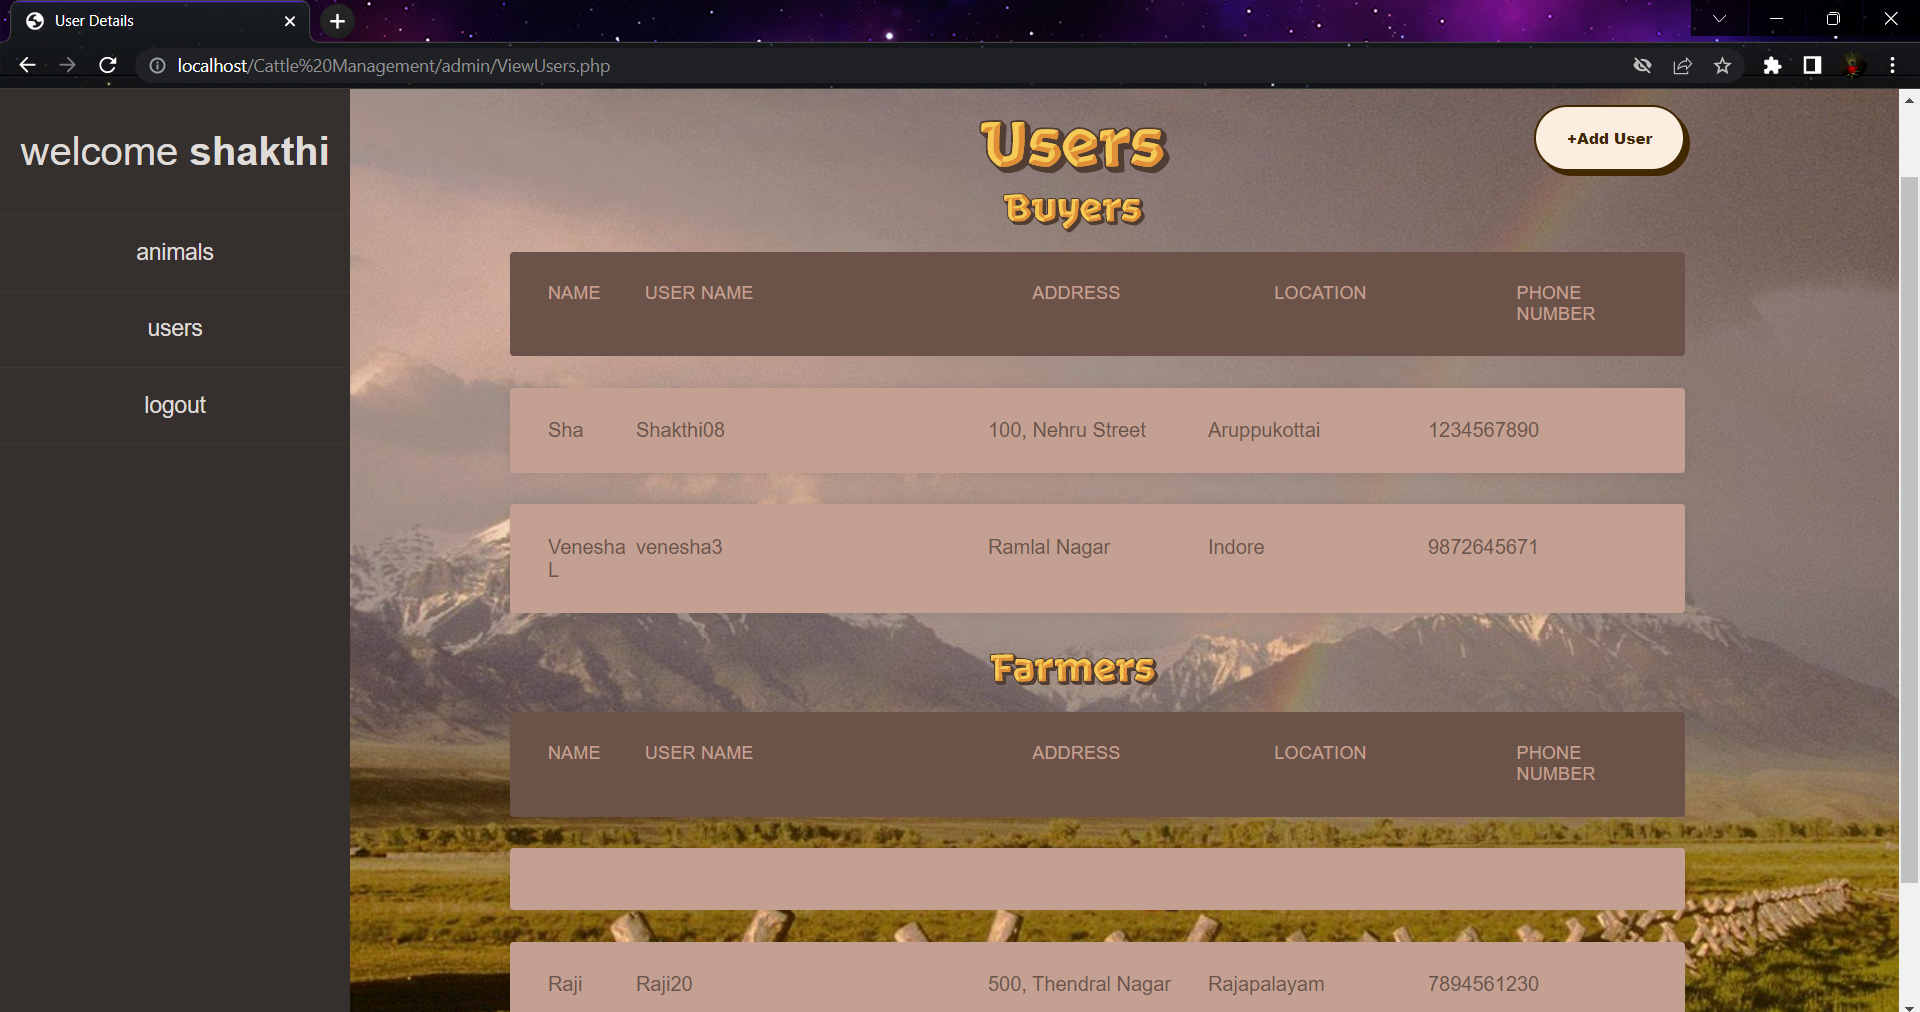 User Details
localhost/Cattle%20Management/admin/ViewUsers.php
welcome shakthi
animals
users
logout
Users
+Add User
Buyers
NAME USER NAME ADDRESS LOCATION PHONE
NUMBER
Sha Shakthi08 100, Nehru Street Aruppukottai 1234567890
Venesha venesha3 Ramlal Nagar Indore 9872645671
L
Farmers
NAME USER NAME ADDRESS LOCATION PHONE
NUMBER
Raji Raji20 500, Thendral Nagar Rajapalayam 7894561230